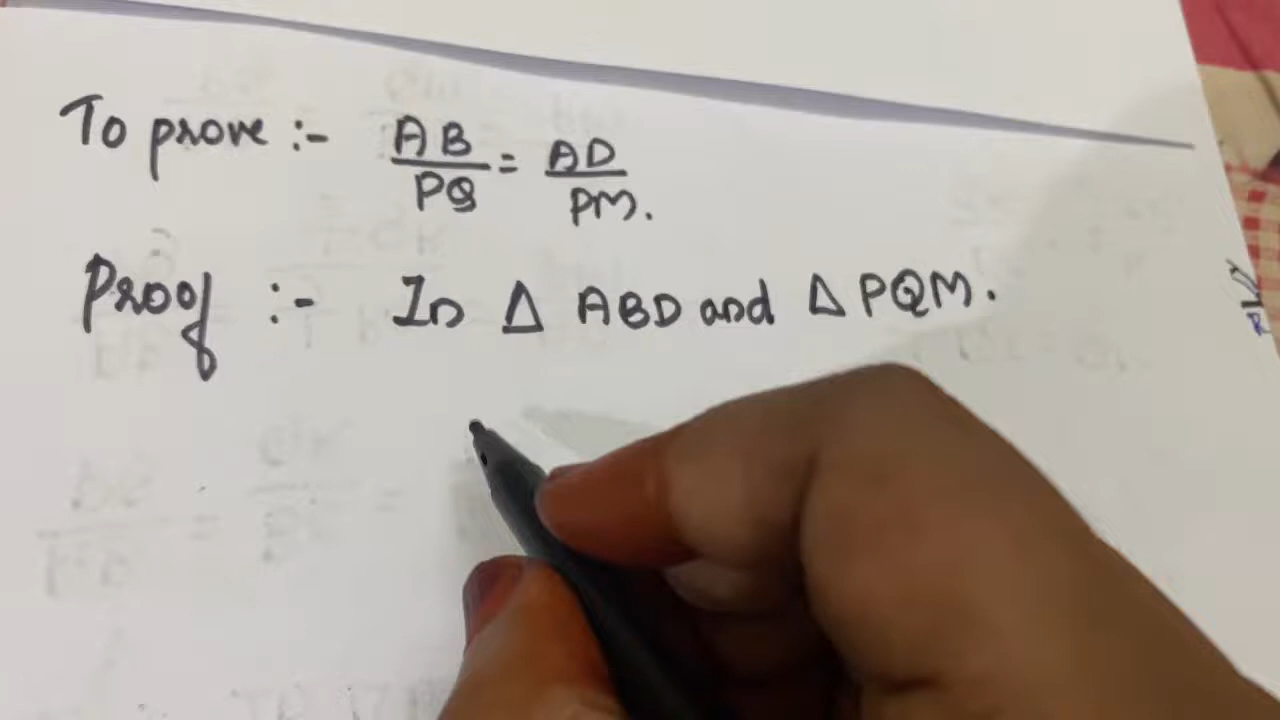 To prove :- AB/PQ = AD/PM.
Proof :- In Δ ABD and Δ PQM.
R